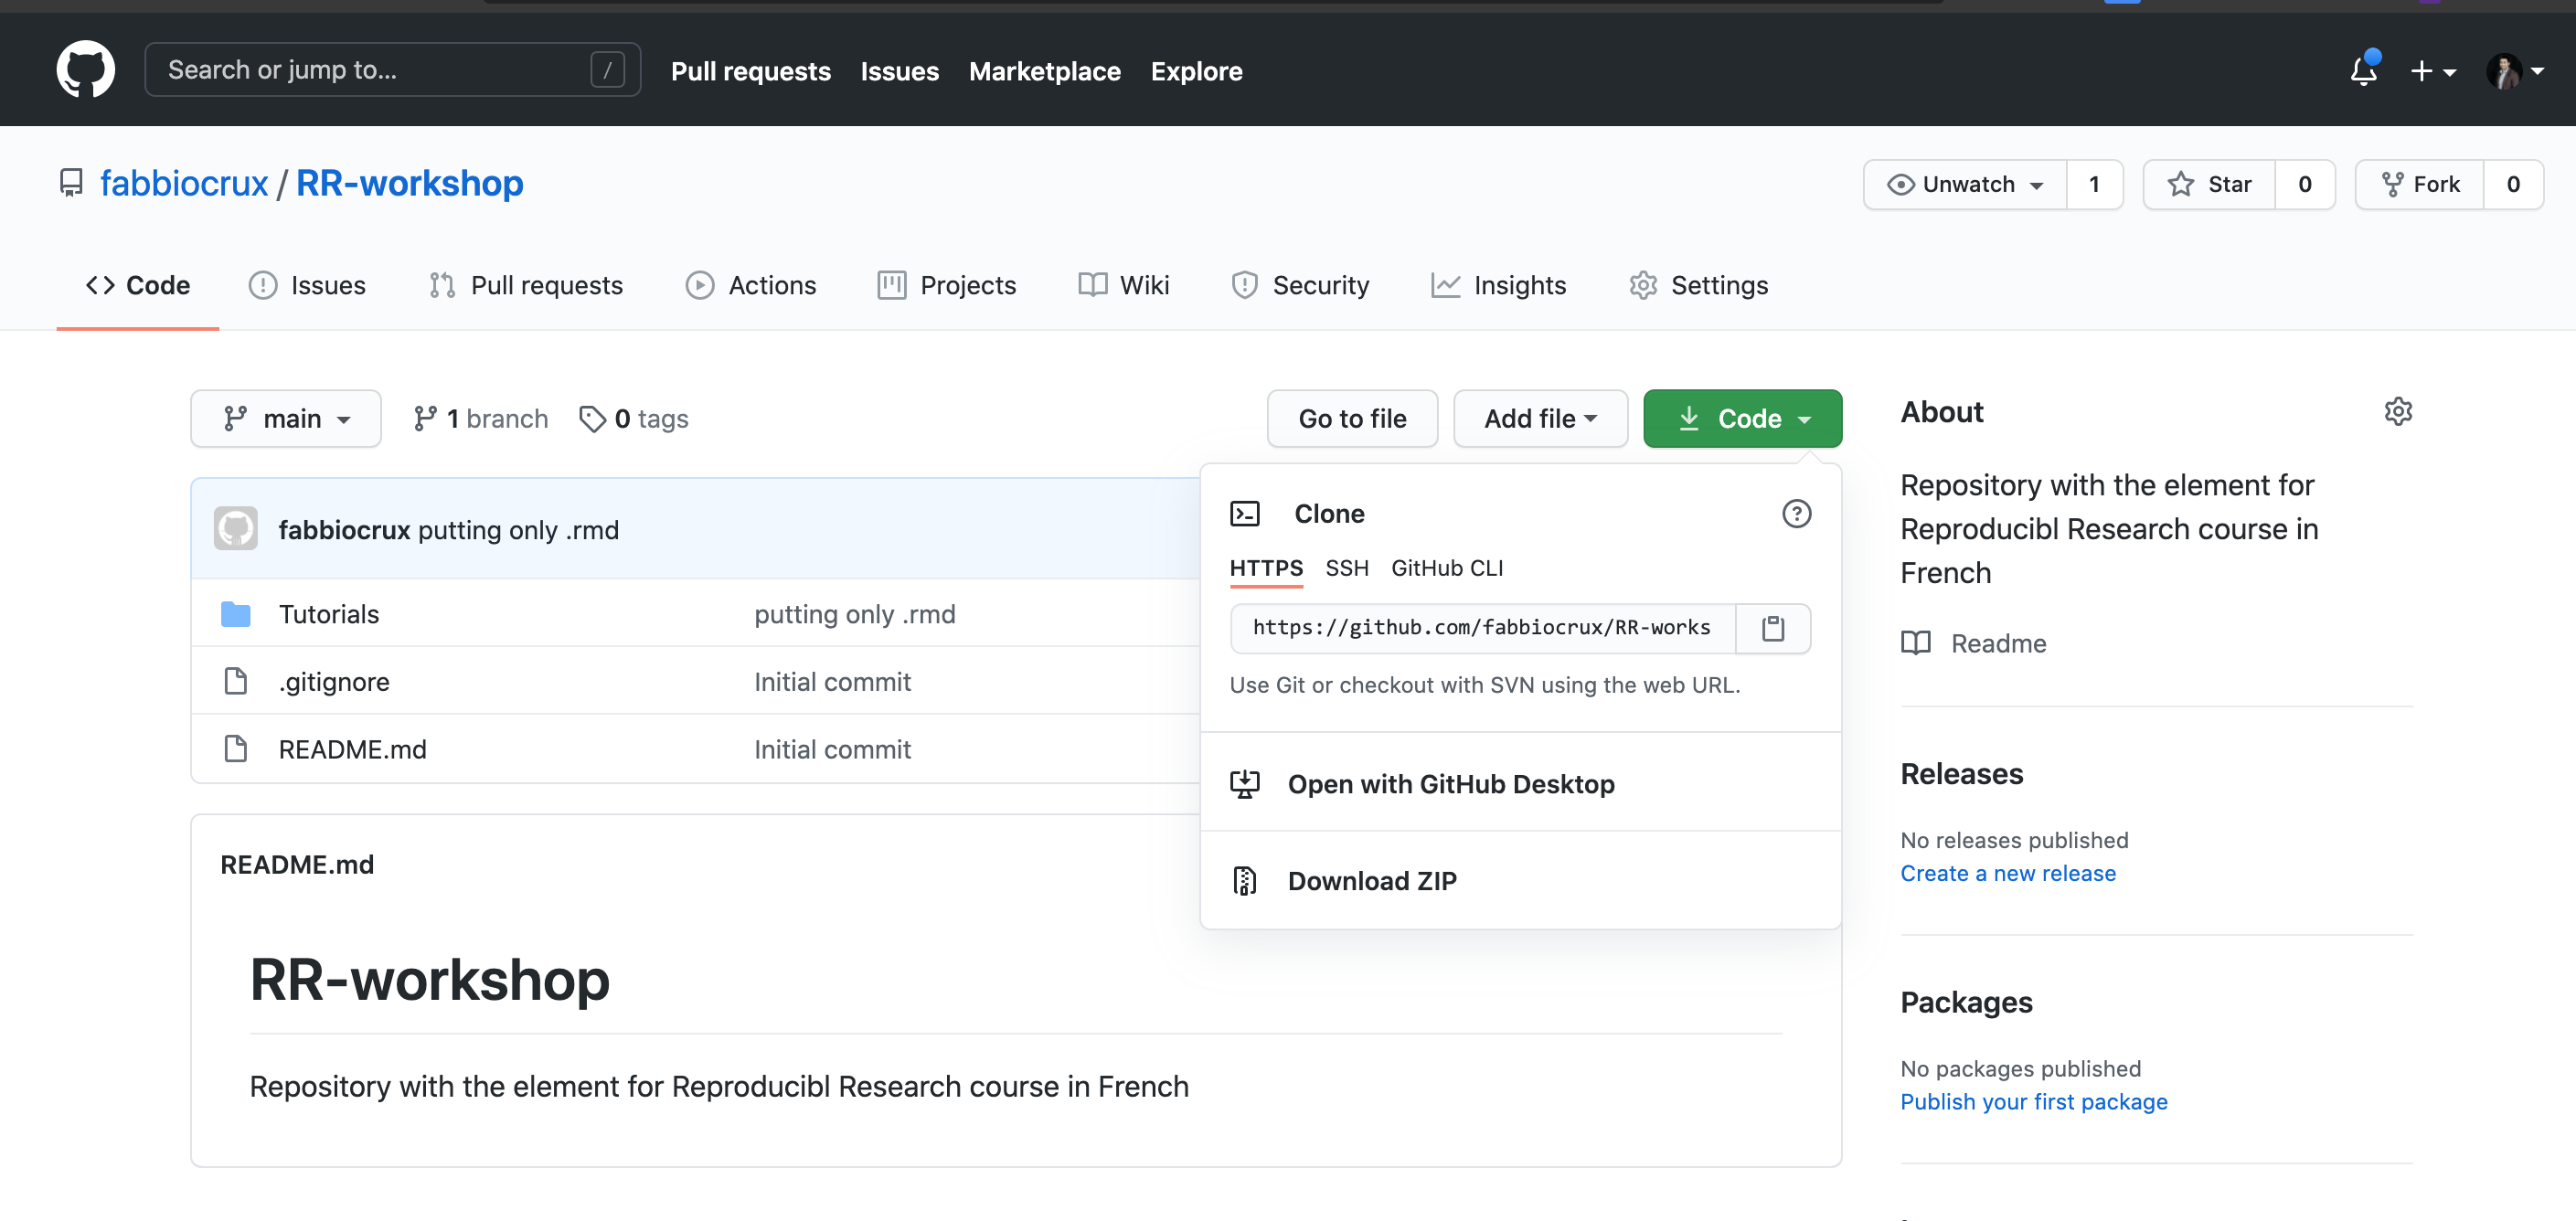 Search or jump to...
/
Pull requests
Issues
Marketplace
Explore
fabbiocrux / RR-workshop
Unwatch
1
Star
0
Fork
0
Code
Issues
Pull requests
Actions
Projects
Wiki
Security
Insights
Settings
main
1 branch
0 tags
Go to file
Add file
Code
fabbiocrux putting only .rmd
Tutorials
putting only .rmd
.gitignore
Initial commit
README.md
Initial commit
Clone
HTTPS
SSH
GitHub CLI
https://github.com/fabbiocrux/RR-works
Use Git or checkout with SVN using the web URL.
Open with GitHub Desktop
Download ZIP
README.md
RR-workshop
Repository with the element for Reproducibl Research course in French
About
Repository with the element for
Reproducibl Research course in
French
Readme
Releases
No releases published
Create a new release
Packages
No packages published
Publish your first package